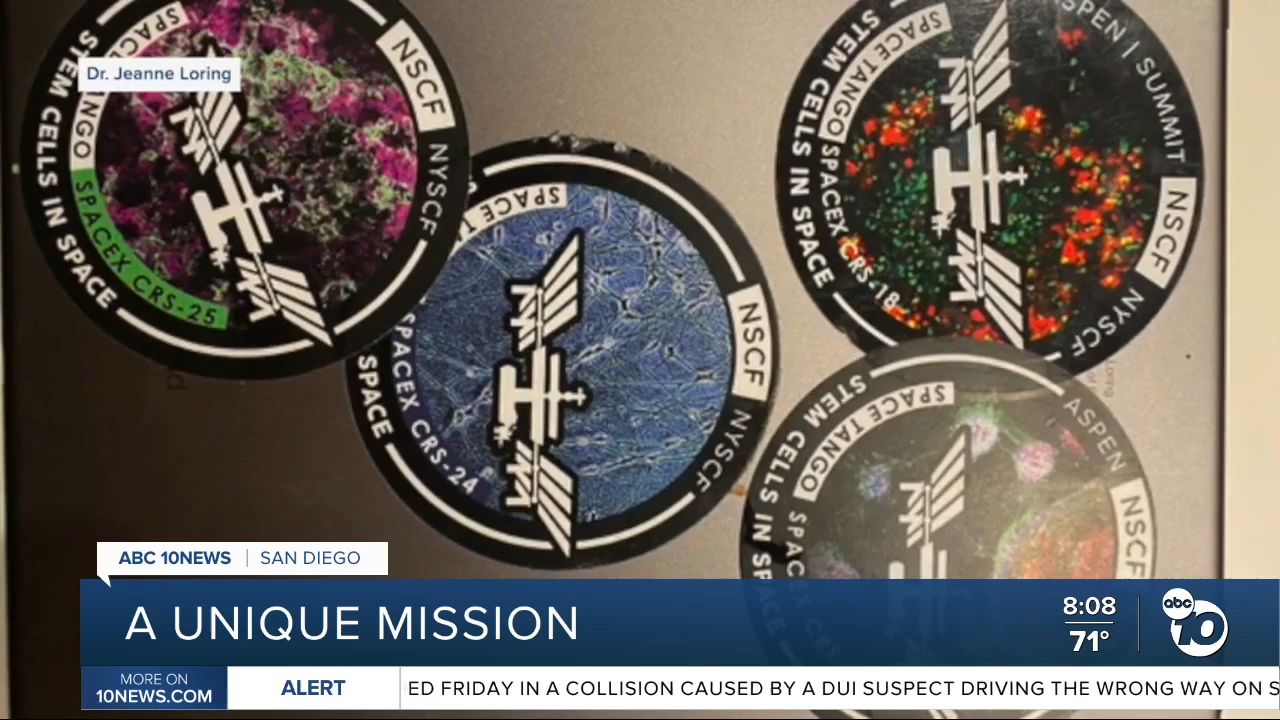 Dr. Jeanne Loring
SPACE TANGO
SPACEX CRS-25
STEM CELLS IN SPACE
NSCF
NYSCF
SPACE
SPACEX CRS-24
SPACE
NSCF
NYSCF
SPACE TANGO
SPACEX CRS-18
STEM CELLS IN SPACE
ASPEN | SUMMIT
NSCF
NYSCF
SPACE TANGO
STEM CELLS IN
ASPEN
NSCF
ABC 10NEWS | SAN DIEGO
A UNIQUE MISSION
8:08
71°
abc
10
MORE ON
10NEWS.COM
ALERT
ED FRIDAY IN A COLLISION CAUSED BY A DUI SUSPECT DRIVING THE WRONG WAY ON S